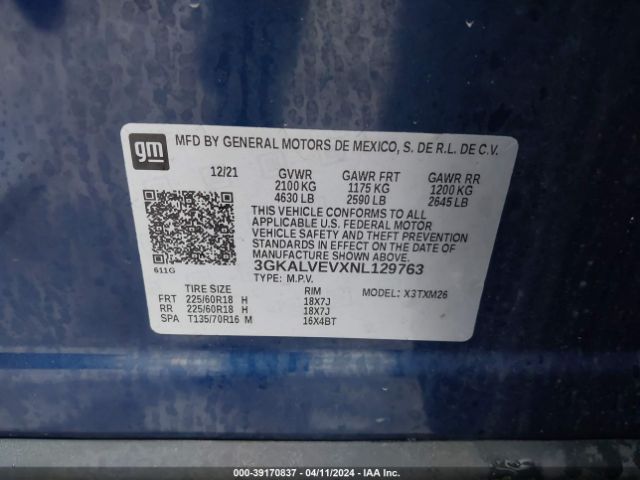 gm MFD BY GENERAL MOTORS DE MEXICO, S. DE R.L. DE C.V.
12/21 GVWR GAWR FRT GAWR RR
2100 KG 1175 KG 1200 KG
4630 LB 2590 LB 2645 LB
THIS VEHICLE CONFORMS TO ALL
APPLICABLE U.S. FEDERAL MOTOR
VEHICLE SAFETY AND THEFT PREVENTION
STANDARDS IN EFFECT ON THE DATE OF
MANUFACTURE SHOWN ABOVE.
611G 3GKALVEVXNL129763
TYPE: M.P.V.
TIRE SIZE RIM MODEL: X3TXM26
FRT 225/60R18 H 18X7J
RR 225/60R18 H 18X7J
SPA T135/70R16 M 16X4BT
000-39170837 - 04/11/2024 - IAA Inc.